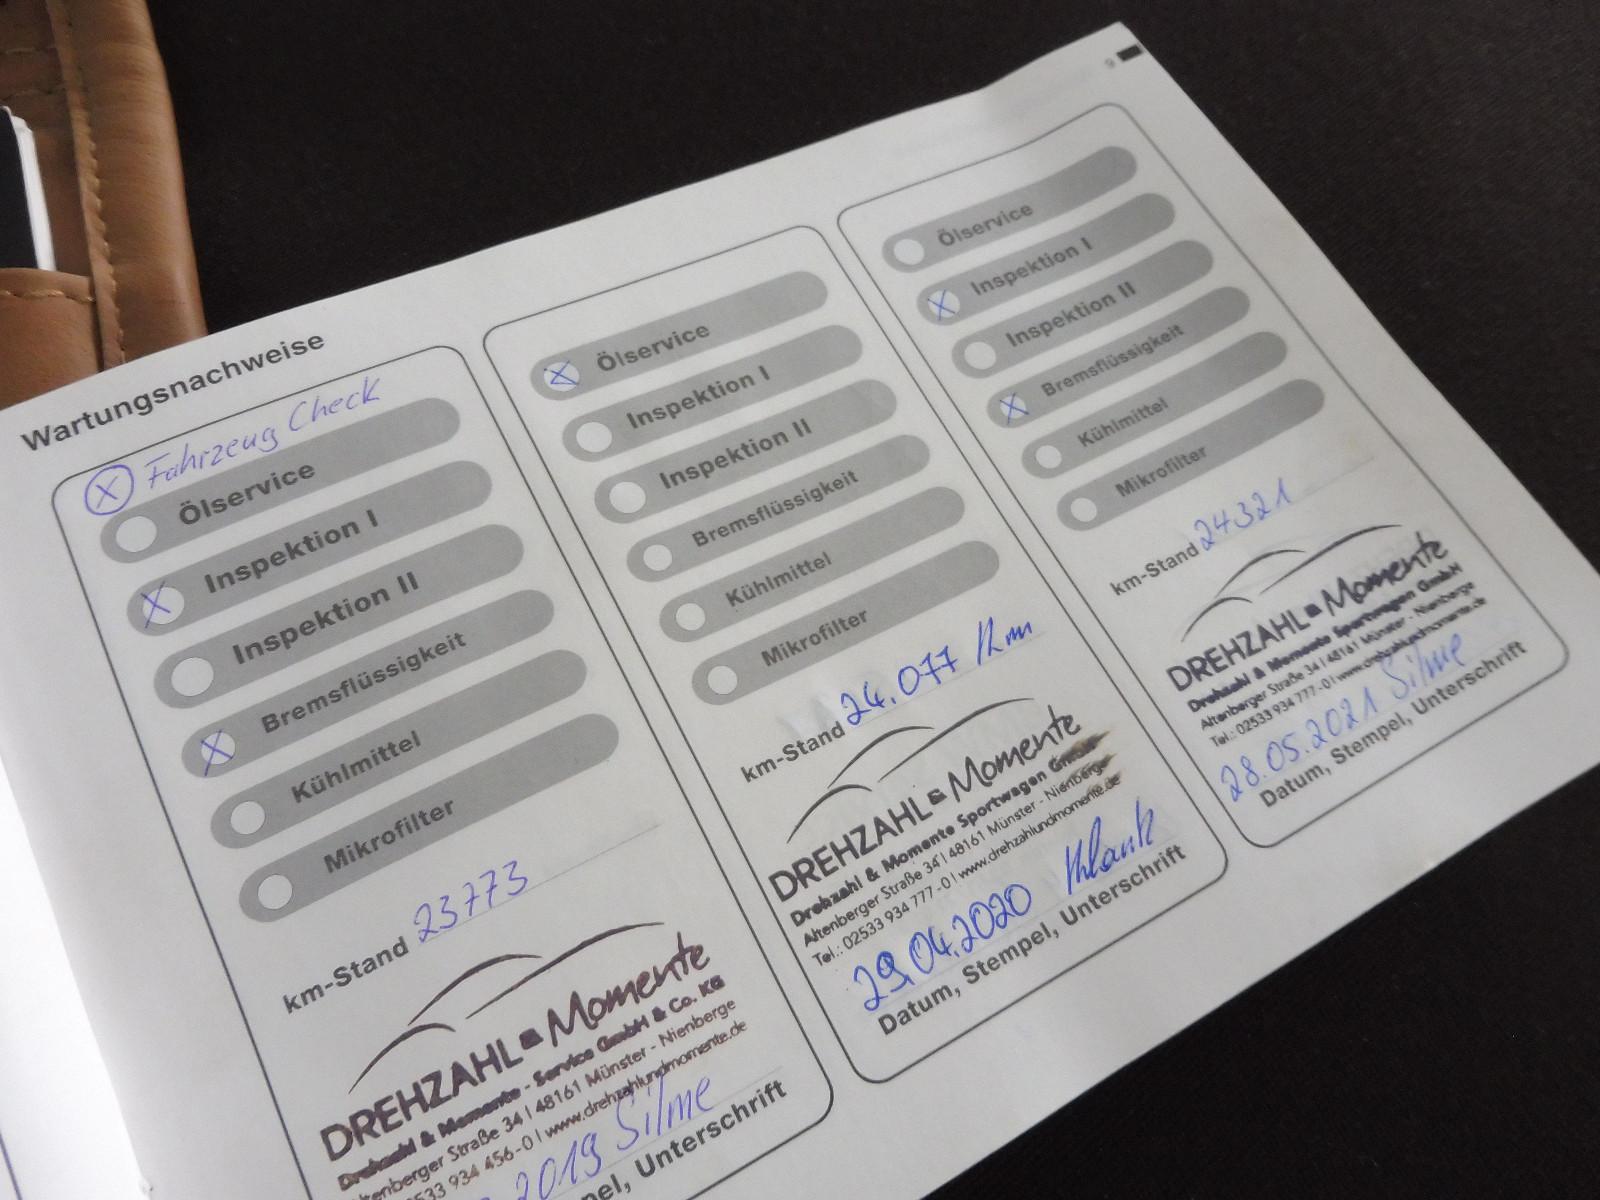 9
Wartungsnachweise
Fahrzeug Check
Ölservice
Inspektion I
Inspektion II
Bremsflüssigkeit
Kühlmittel
Mikrofilter
km-Stand 23773
DREHZAHL & Momente
Drehzahl & Momente - Service GmbH & Co. KG
Altenberger Straße 34 | 48161 Münster - Nienberge
02533 934 456-0 | www.drehzahlundmomente.de
2019 Silme
Stempel, Unterschrift
Ölservice
Inspektion I
Inspektion II
Bremsflüssigkeit
Kühlmittel
Mikrofilter
km-Stand 24.077 Km
DREHZAHL & Momente
Drehzahl & Momente Sportwagen GmbH
Altenberger Straße 34 | 48161 Münster - Nienberge
Tel.: 02533 934 777-0 | www.drehzahlundmomente.de
29.04.2020
Datum, Stempel, Unterschrift
Ölservice
Inspektion I
Inspektion II
Bremsflüssigkeit
Kühlmittel
Mikrofilter
km-Stand 24321
DREHZAHL & Momente
Drehzahl & Momente Sportwagen GmbH
Altenberger Straße 34 | 48161 Münster - Nienberge
Tel.: 02533 934 777-0 | www.drehzahlundmomente.de
28.05.2021 Silme
Datum, Stempel, Unterschrift